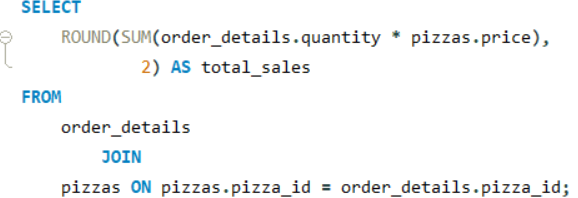 SELECT
ROUND(SUM(order_details.quantity * pizzas.price),
2) AS total_sales
FROM
order_details
JOIN
pizzas ON pizzas.pizza_id = order_details.pizza_id;